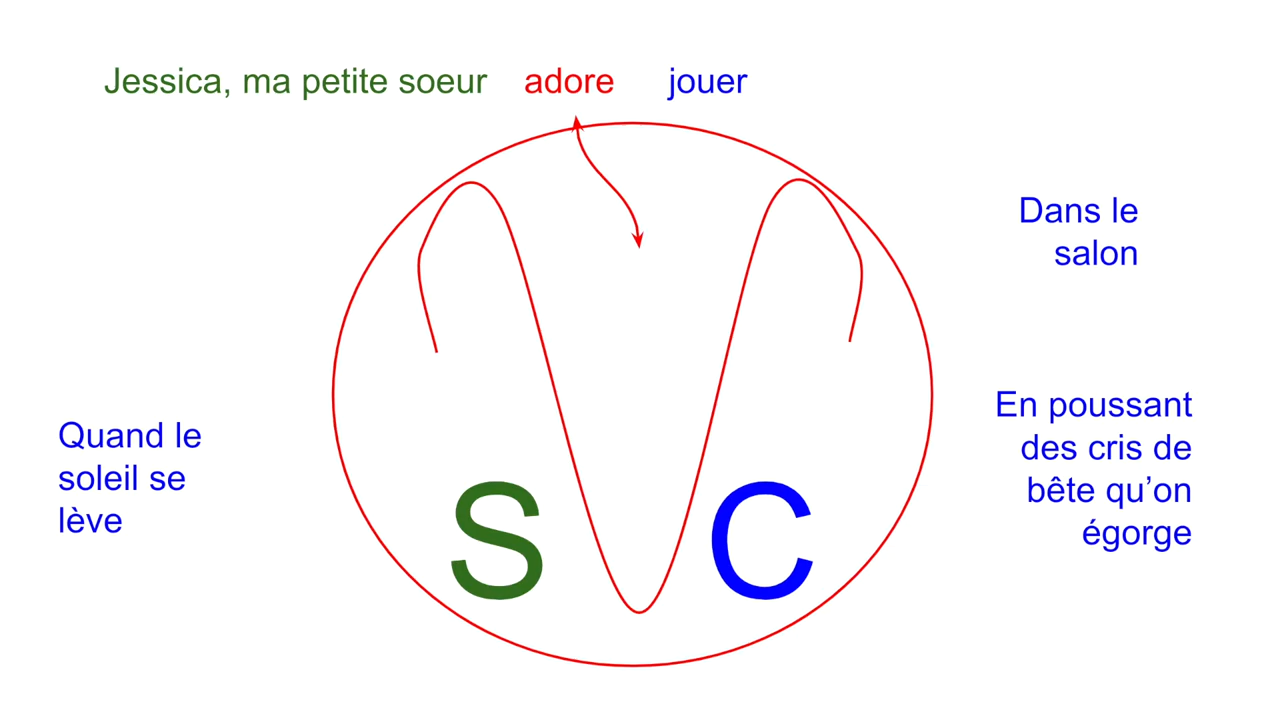 Jessica, ma petite soeur adore jouer
Dans le
salon
Quand le
soleil se
lève
En poussant
des cris de
bête qu'on
égorge
S C